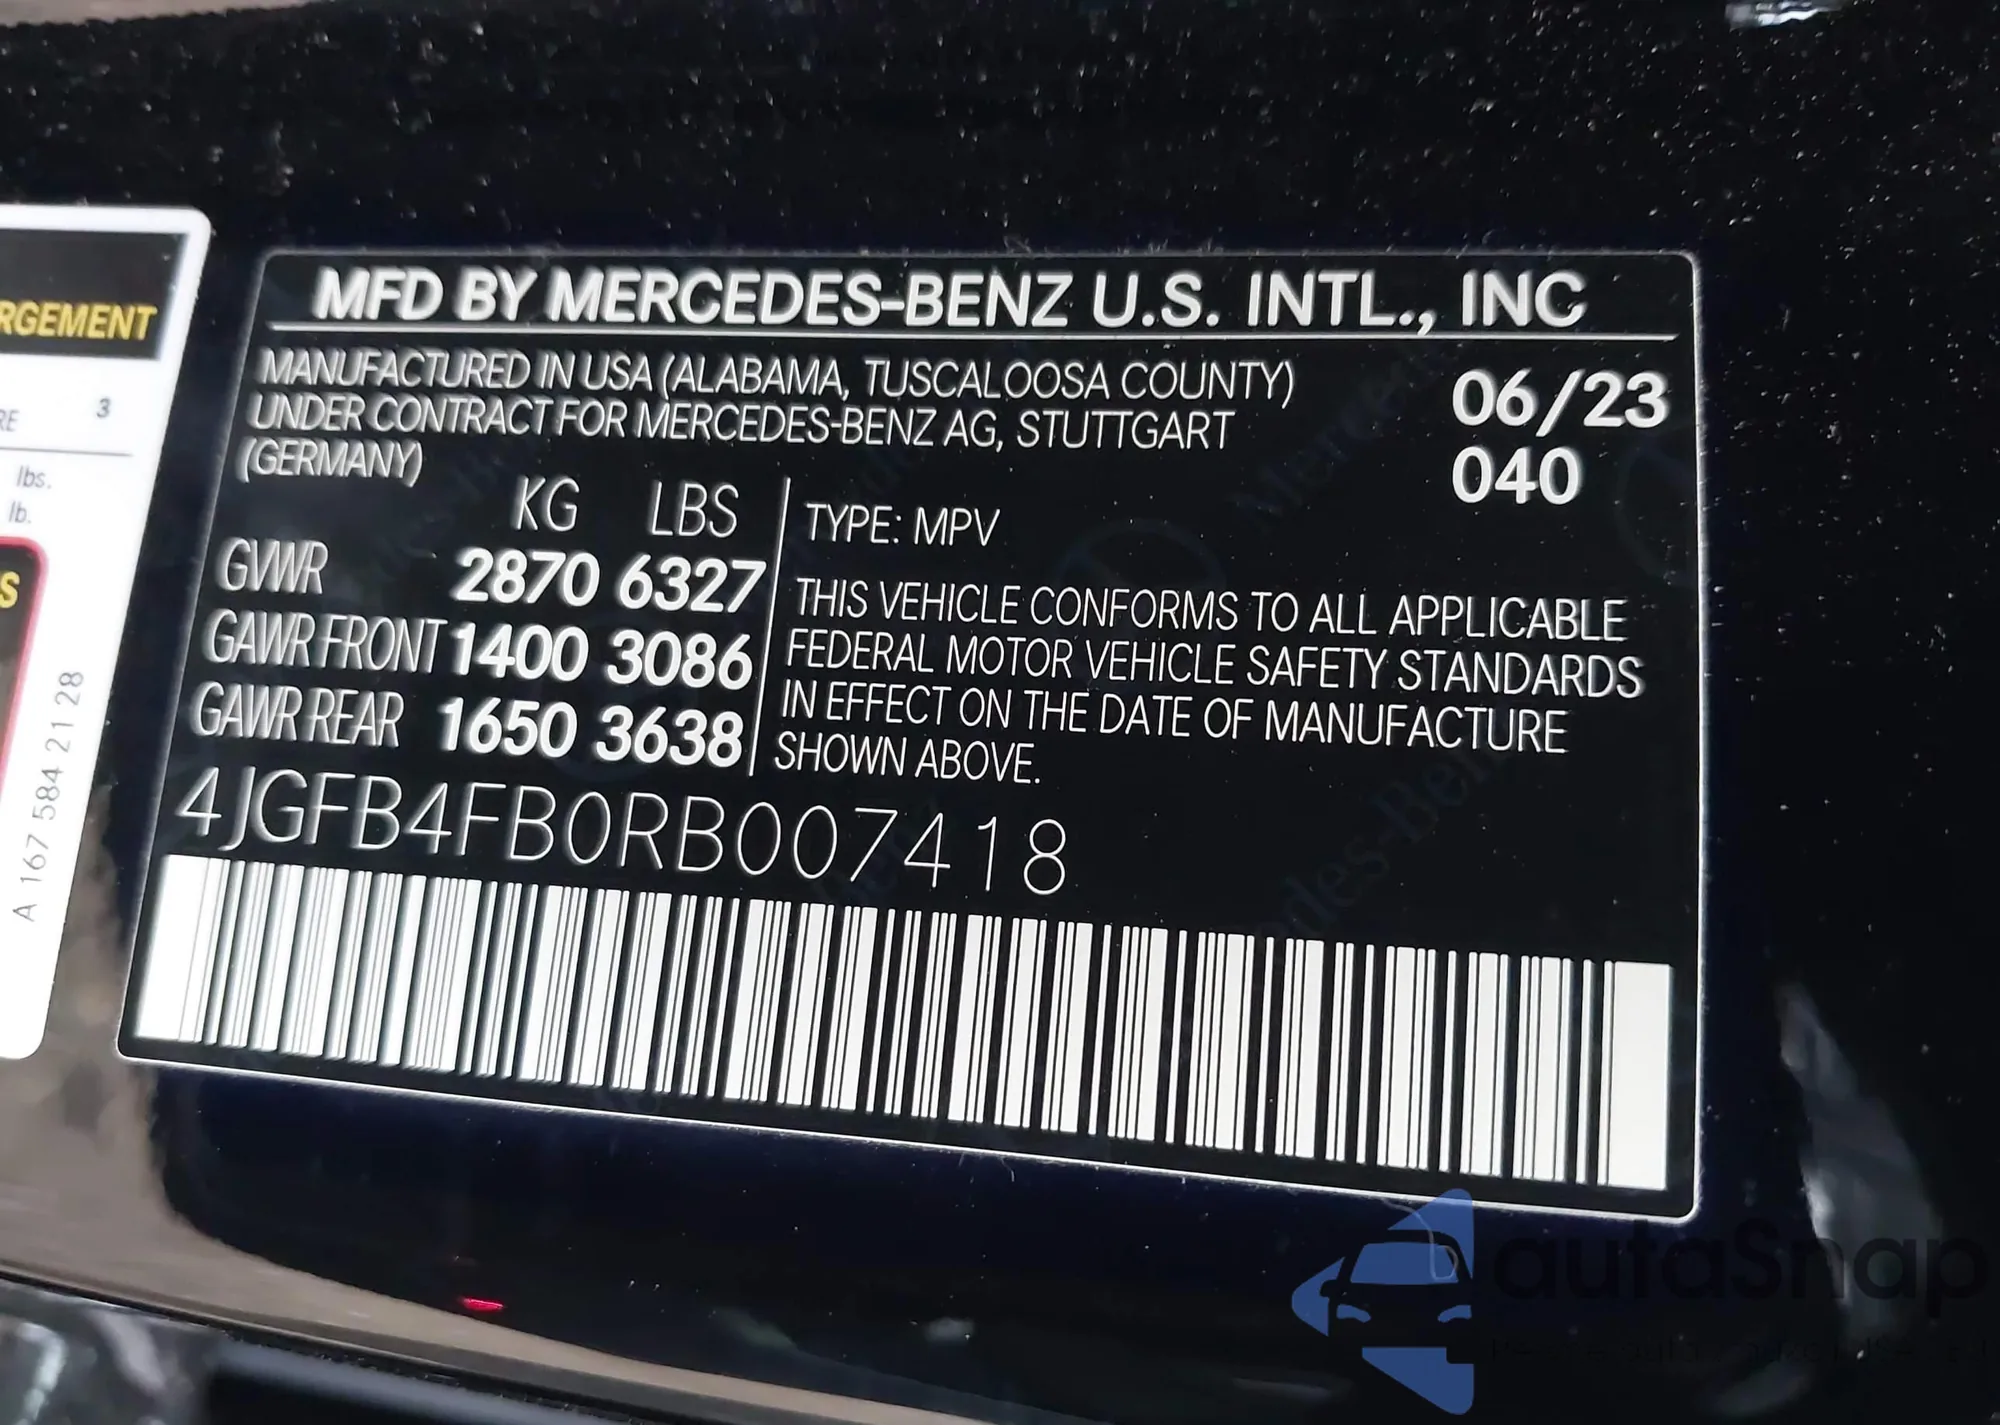 RGEMENT
RE 3
lbs.
lb.
S
A 167 584 21 28
MFD BY MERCEDES-BENZ U.S. INTL., INC
MANUFACTURED IN USA (ALABAMA, TUSCALOOSA COUNTY)
UNDER CONTRACT FOR MERCEDES-BENZ AG, STUTTGART
(GERMANY)
06/23
040
KG LBS
GVWR 2870 6327
GAWR FRONT 1400 3086
GAWR REAR 1650 3638
TYPE: MPV
THIS VEHICLE CONFORMS TO ALL APPLICABLE
FEDERAL MOTOR VEHICLE SAFETY STANDARDS
IN EFFECT ON THE DATE OF MANUFACTURE
SHOWN ABOVE.
4JGFB4FB0RB007418
autaSnap